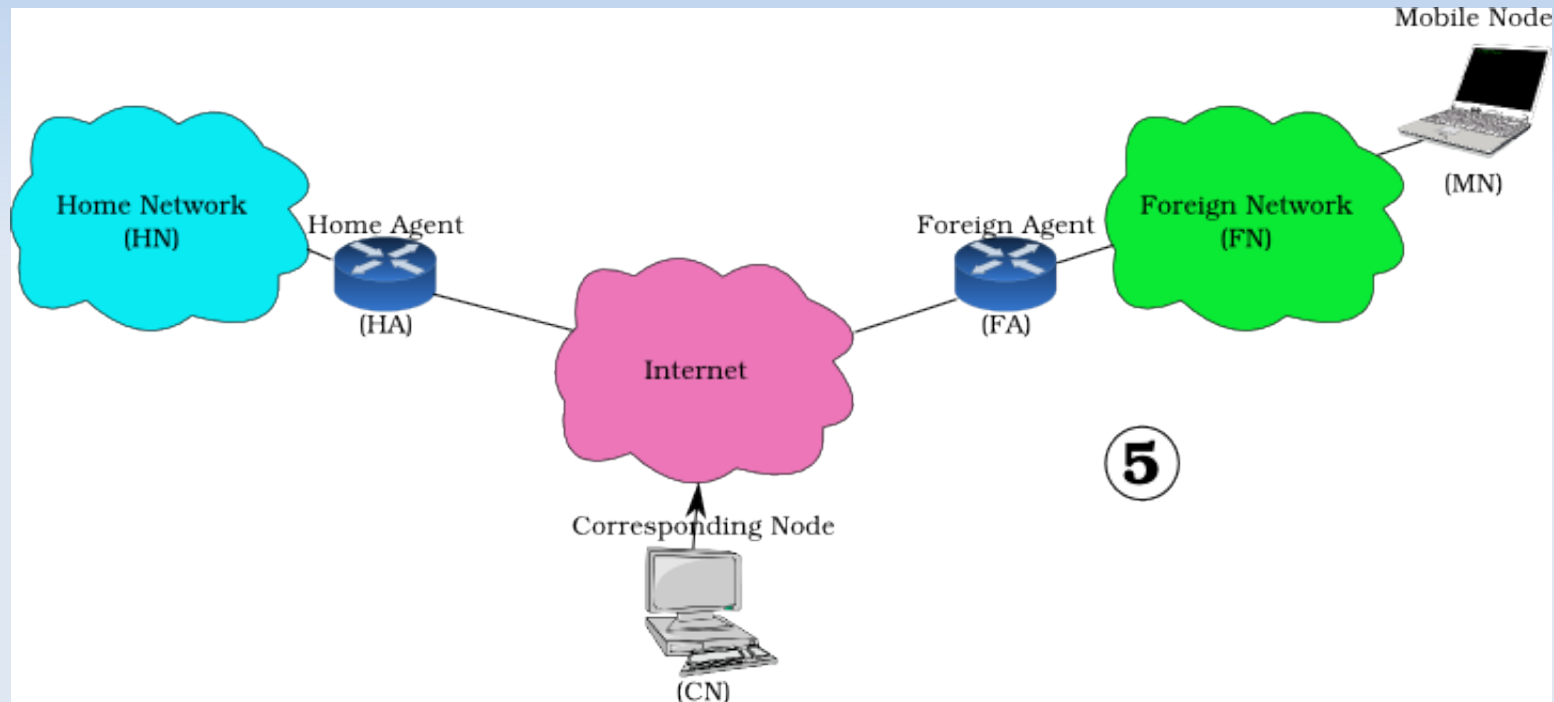 Mobile Node
(MN)
Home Network
(HN)
Home Agent
(HA)
Foreign Agent
(FA)
Foreign Network
(FN)
Internet
5
Corresponding Node
(CN)